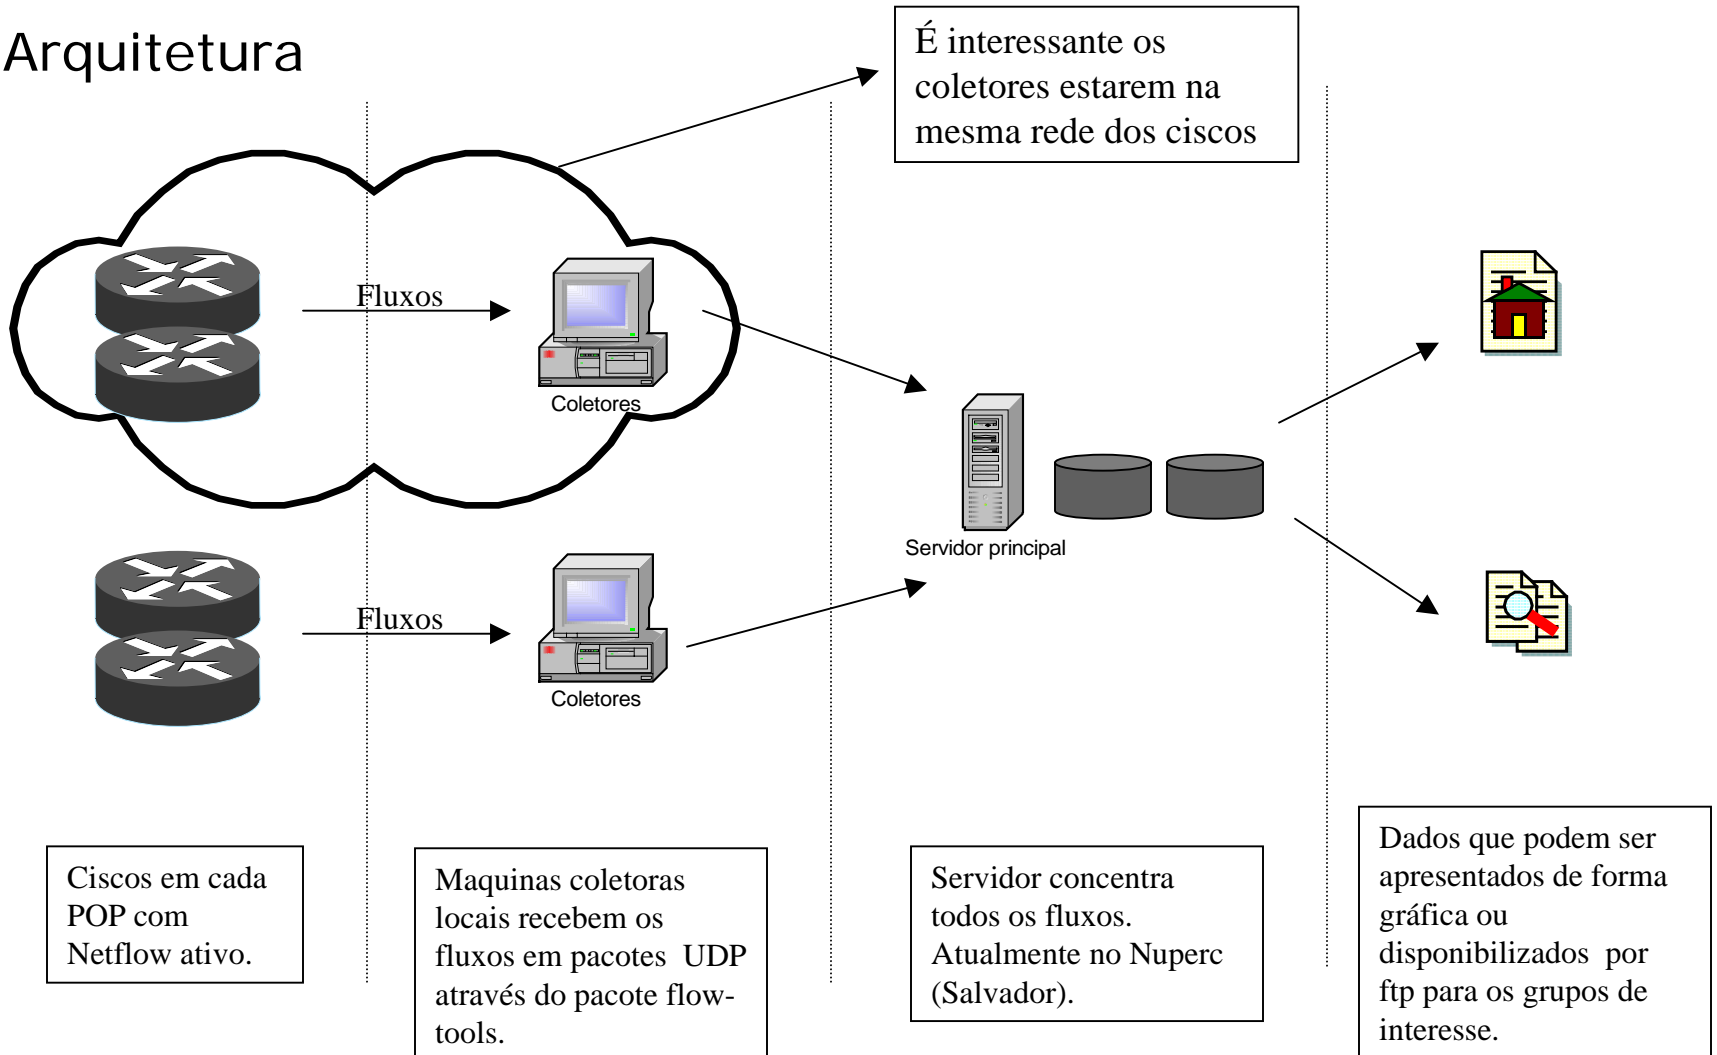 Arquitetura
É interessante os
coletores estarem na
mesma rede dos ciscos
Fluxos
Coletores
Servidor principal
Fluxos
Coletores
Ciscos em cada
POP com
Netflow ativo.
Maquinas coletoras
locais recebem os
fluxos em pacotes  UDP
através do pacote flow-
tools.
Servidor concentra
todos os fluxos.
Atualmente no Nuperc
(Salvador).
Dados que podem ser
apresentados de forma
gráfica ou
disponibilizados  por
ftp para os grupos de
interesse.